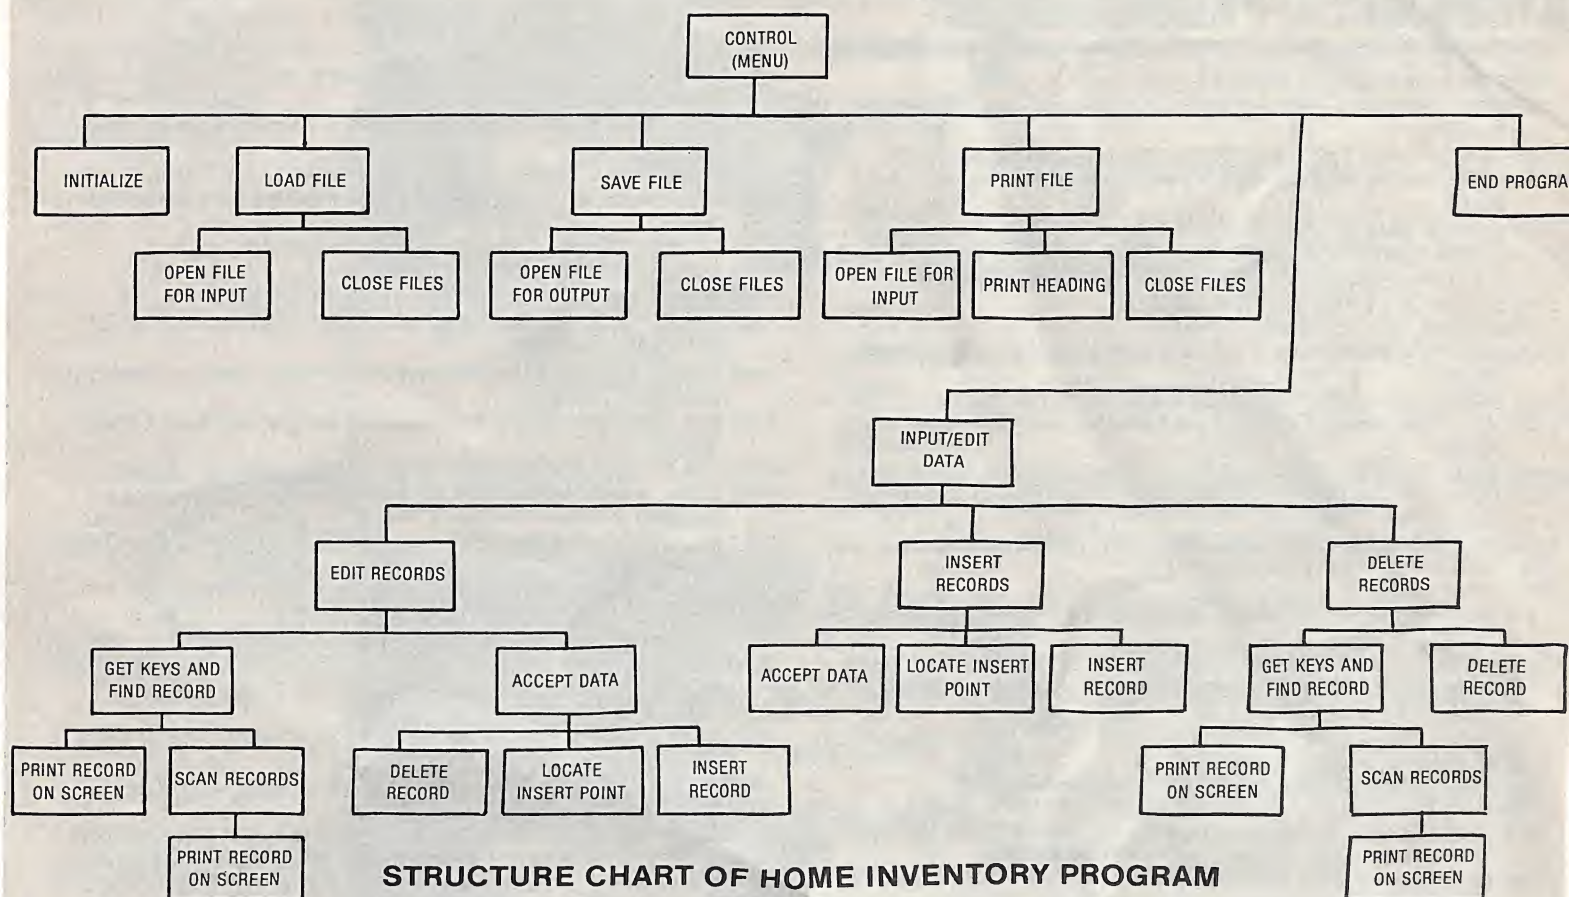 CONTROL
(MENU)
INITIALIZE
LOAD FILE
SAVE FILE
PRINT FILE
END PROGRA
OPEN FILE
FOR INPUT
CLOSE FILES
OPEN FILE
FOR OUTPUT
CLOSE FILES
OPEN FILE FOR
INPUT
PRINT HEADING
CLOSE FILES
INPUT/EDIT
DATA
EDIT RECORDS
INSERT
RECORDS
DELETE
RECORDS
GET KEYS AND
FIND RECORD
ACCEPT DATA
ACCEPT DATA
LOCATE INSERT
POINT
INSERT
RECORD
GET KEYS AND
FIND RECORD
DELETE
RECORD
PRINT RECORD
ON SCREEN
SCAN RECORDS
DELETE
RECORD
LOCATE
INSERT POINT
INSERT
RECORD
PRINT RECORD
ON SCREEN
SCAN RECORDS
PRINT RECORD
ON SCREEN
PRINT RECORD
ON SCREEN
STRUCTURE CHART OF HOME INVENTORY PROGRAM